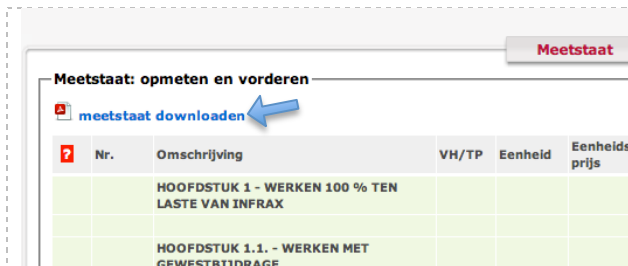 Meetstaat
Meetstaat: opmeten en vorderen
meetstaat downloaden
? Nr. Omschrijving VH/TP Eenheid Eenheids
prijs
HOOFDSTUK 1 - WERKEN 100 % TEN
LASTE VAN INFRAX
HOOFDSTUK 1.1. - WERKEN MET
GEWESTBIJDRAGE